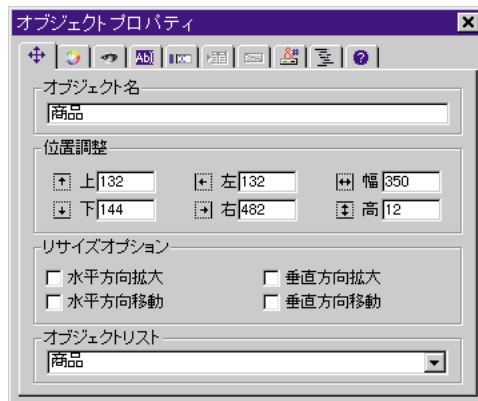 オブジェクトプロパティ
オブジェクト名
商品
位置調整
上 132 左 132 幅 350
下 144 右 482 高 12
リサイズオプション
水平方向拡大 垂直方向拡大
水平方向移動 垂直方向移動
オブジェクトリスト
商品